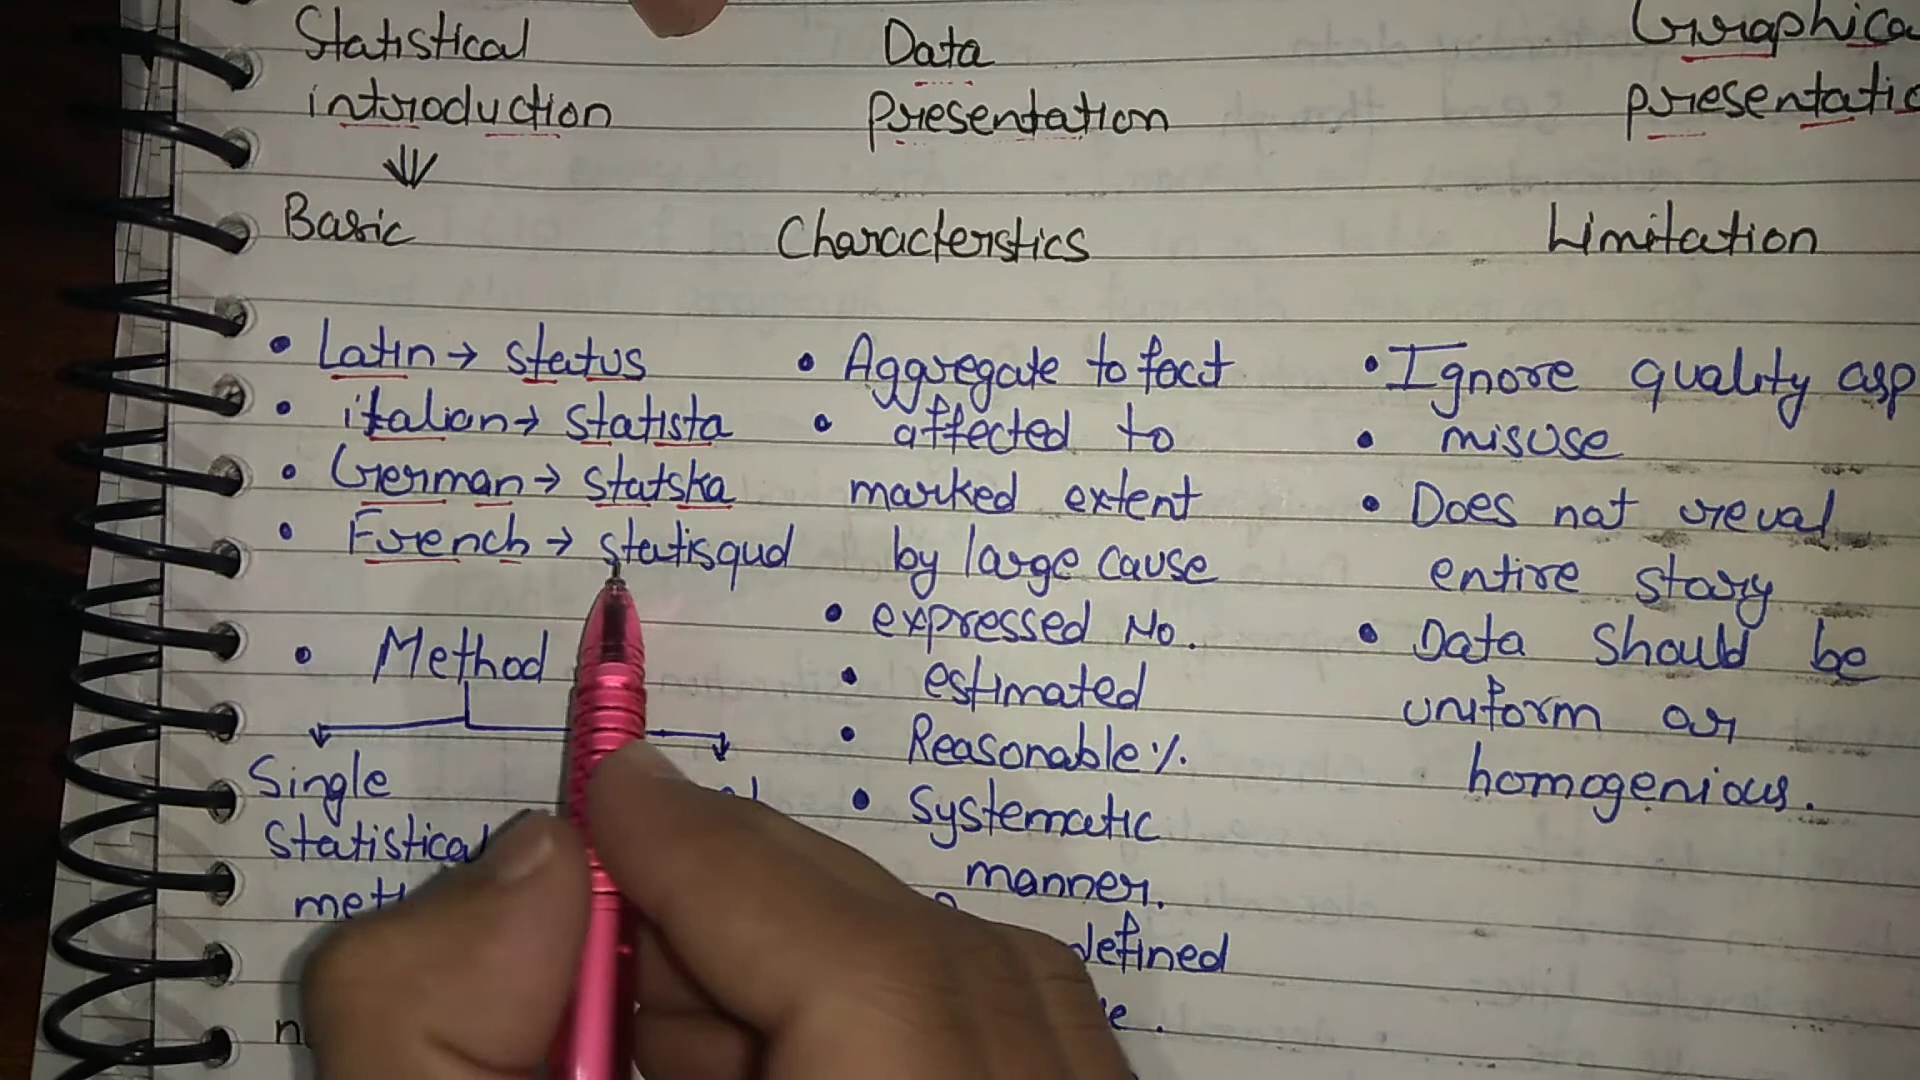 Statistical
introduction
Data
Presentation
Graphica
presentatio
Basic
Characterstics
Limitation
• Latin → status
• italian → statista
• German → statska
• French → statisqud
• Method
Single
statistical
• Aggregate to fact
• affected to
marked extent
by large cause
• expressed No.
• estimated
• Reasonable %.
• Systematic
manner.
defined
• Ignore quality asp
• misuse
• Does not reval
entire story
• Data should be
uniform or
homogenious.